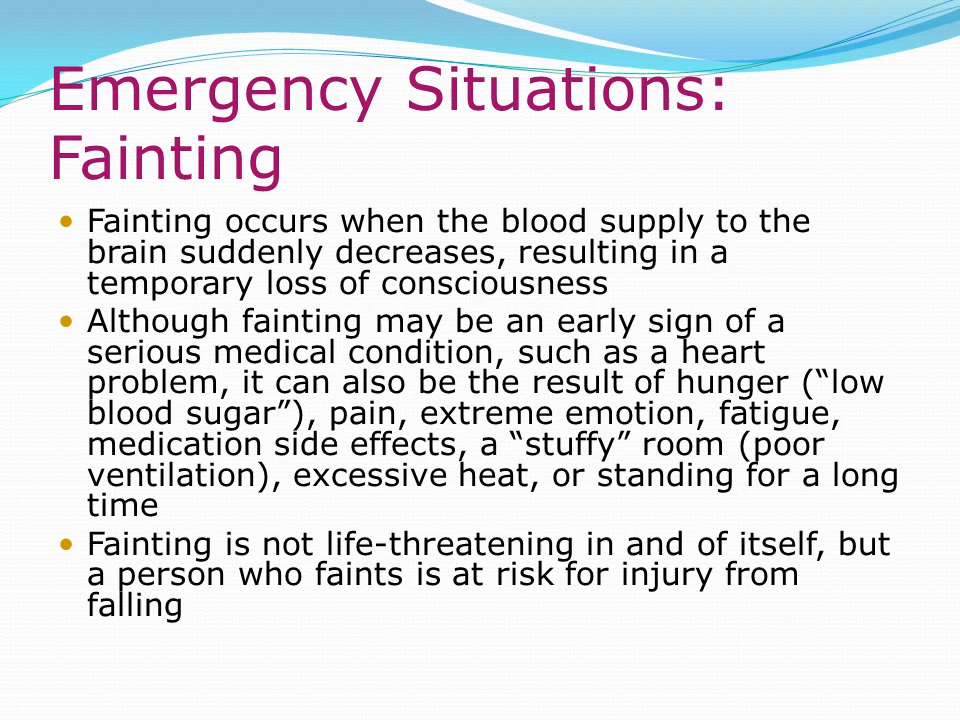 Emergency Situations:
Fainting
• Fainting occurs when the blood supply to the
brain suddenly decreases, resulting in a
temporary loss of consciousness
• Although fainting may be an early sign of a
serious medical condition, such as a heart
problem, it can also be the result of hunger (“low
blood sugar”), pain, extreme emotion, fatigue,
medication side effects, a “stuffy” room (poor
ventilation), excessive heat, or standing for a long
time
• Fainting is not life-threatening in and of itself, but
a person who faints is at risk for injury from
falling